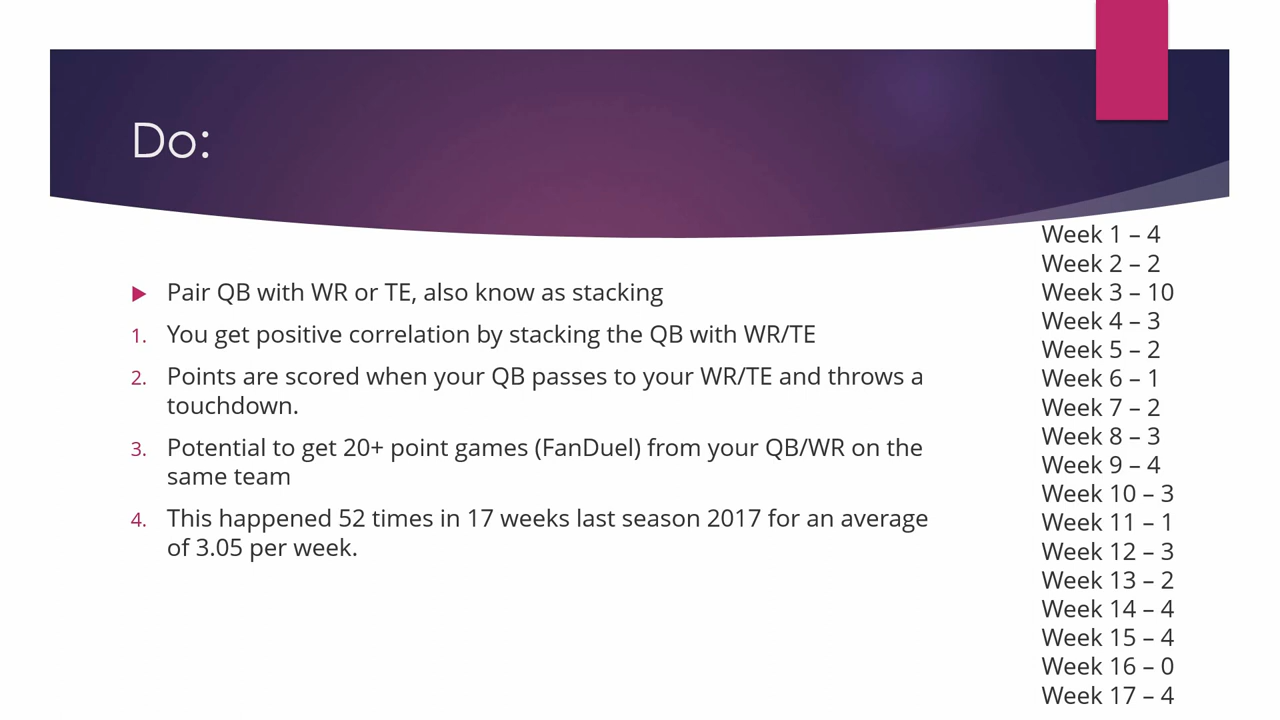 Do:
Pair QB with WR or TE, also know as stacking
1. You get positive correlation by stacking the QB with WR/TE
2. Points are scored when your QB passes to your WR/TE and throws a
touchdown.
3. Potential to get 20+ point games (FanDuel) from your QB/WR on the
same team
4. This happened 52 times in 17 weeks last season 2017 for an average
of 3.05 per week.
Week 1 – 4
Week 2 – 2
Week 3 – 10
Week 4 – 3
Week 5 – 2
Week 6 – 1
Week 7 – 2
Week 8 – 3
Week 9 – 4
Week 10 – 3
Week 11 – 1
Week 12 – 3
Week 13 – 2
Week 14 – 4
Week 15 – 4
Week 16 – 0
Week 17 – 4